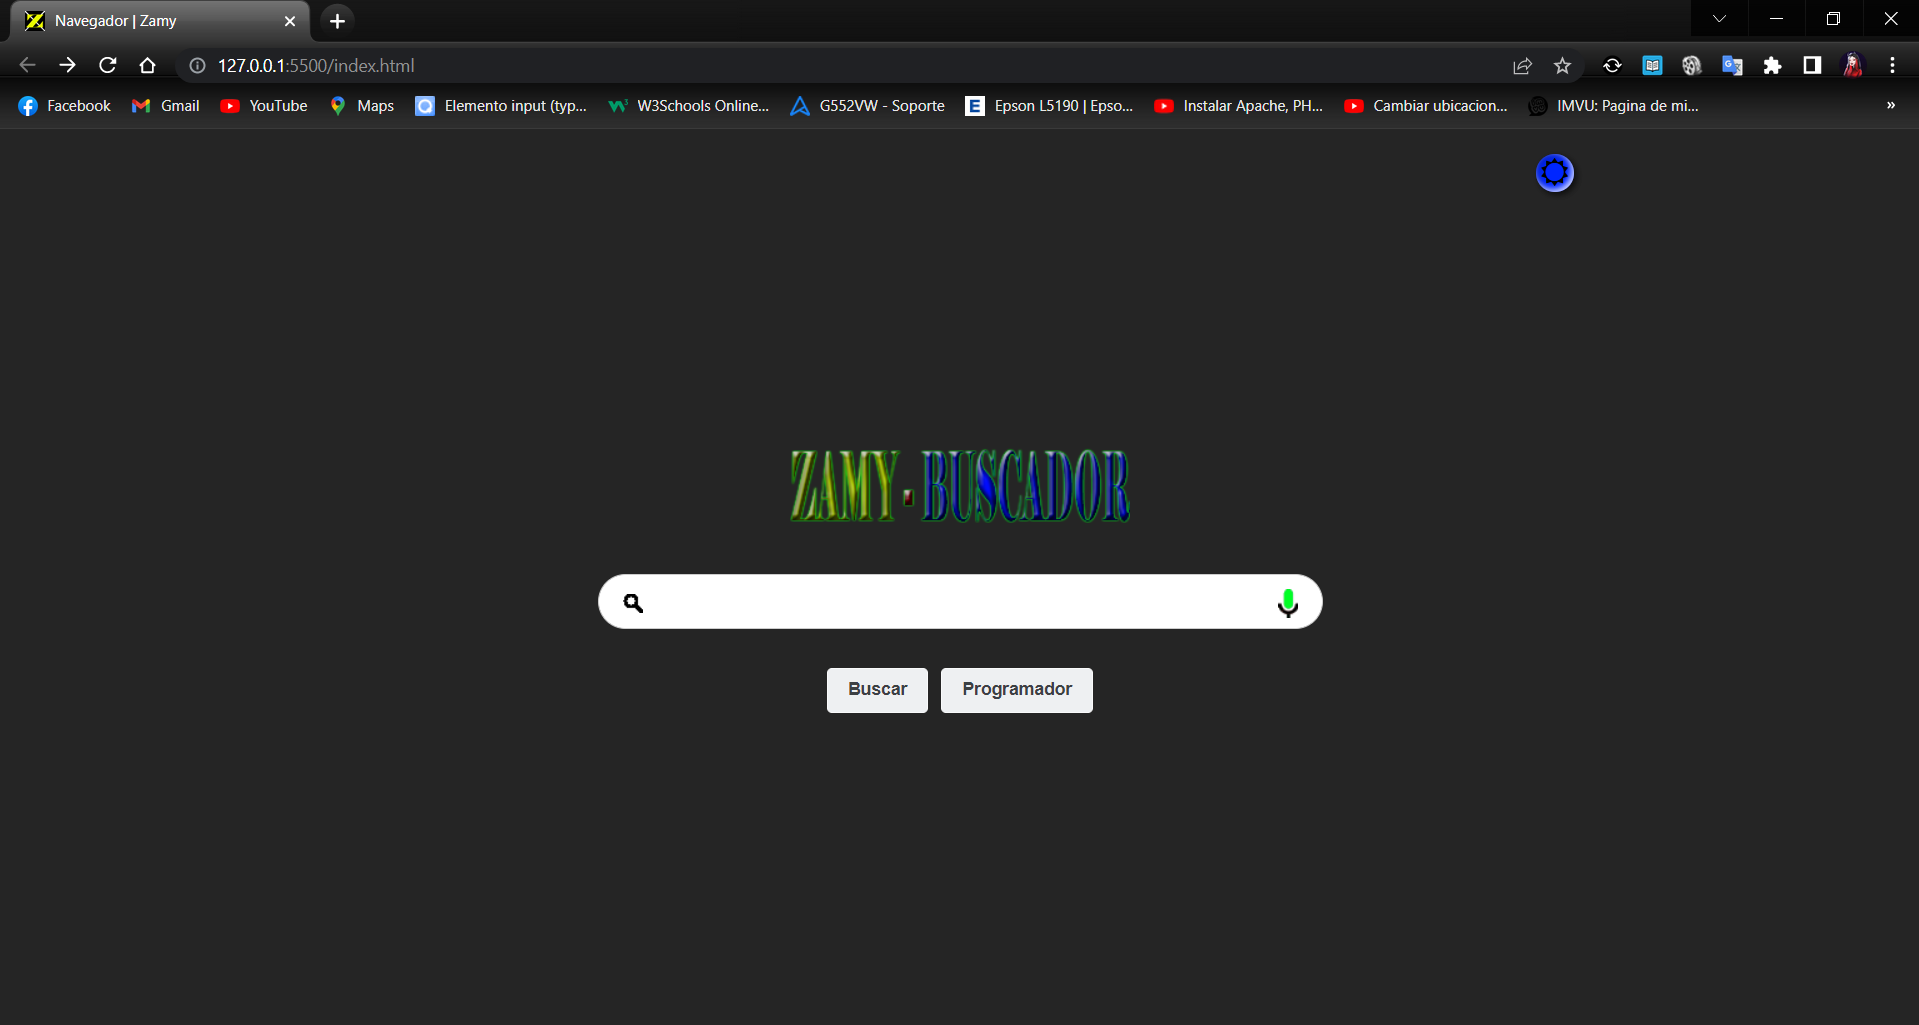 Navegador | Zamy
127.0.0.1:5500/index.html
Facebook Gmail YouTube Maps Elemento input (typ... W3Schools Online... G552VW - Soporte Epson L5190 | Epso... Instalar Apache, PH... Cambiar ubicacion... IMVU: Pagina de mi... »
ZAMY - BUSCADOR
Buscar Programador